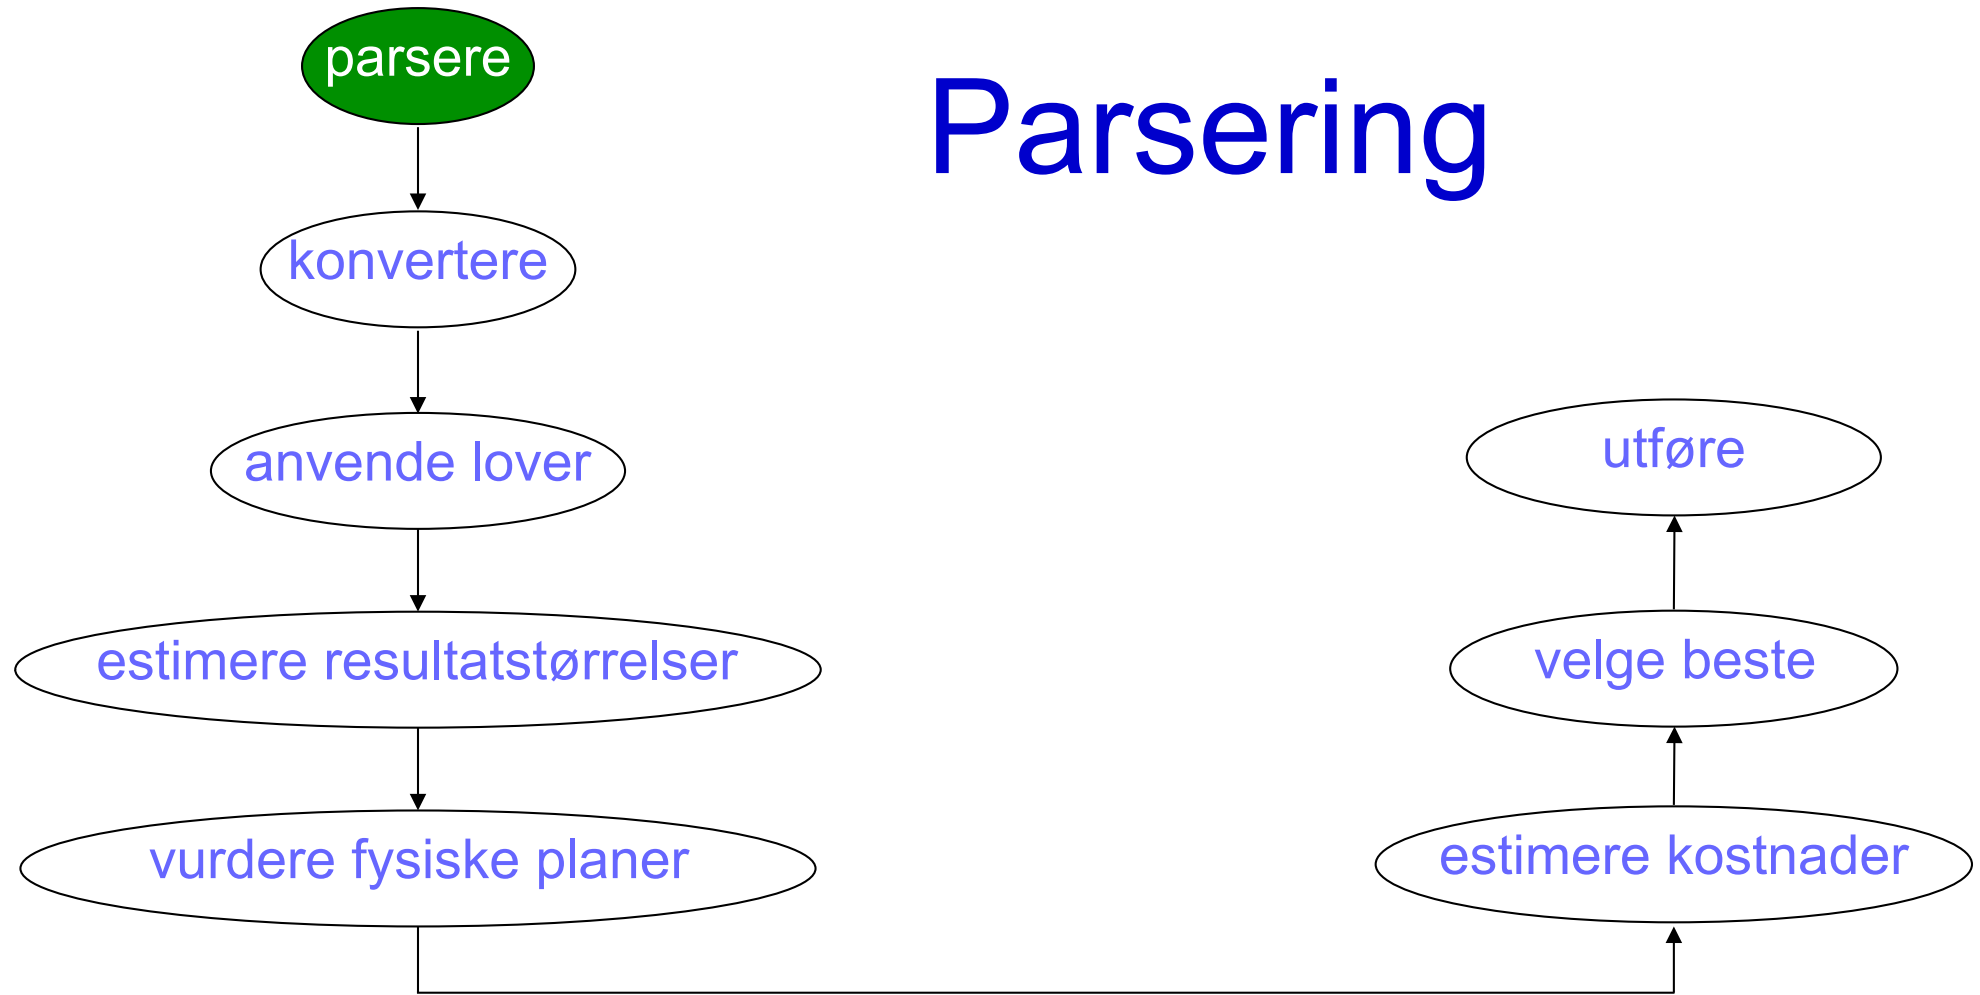 parsere
Parsering
konvertere
anvende lover
estimere resultatstørrelser
vurdere fysiske planer
estimere kostnader
velge beste
utføre